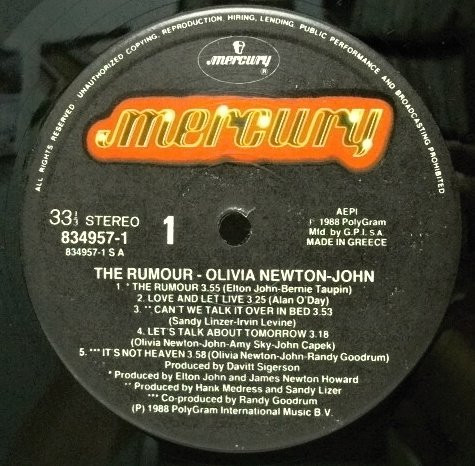 ALL RIGHTS RESERVED. UNAUTHORIZED COPYING, REPRODUCTION, HIRING, LENDING, PUBLIC PERFORMANCE AND BROADCASTING PROHIBITED
mercury ®
mercury
33⅓ STEREO
834957-1
834957-1 S A
1
AEPI
℗ 1988 PolyGram
Mfd. by G.P.I. S.A.
MADE IN GREECE
THE RUMOUR - OLIVIA NEWTON-JOHN
1. * THE RUMOUR 3.55 (Elton John-Bernie Taupin)
2. LOVE AND LET LIVE 3.25 (Alan O'Day)
3. ** CAN'T WE TALK IT OVER IN BED 3.53
(Sandy Linzer-Irvin Levine)
4. LET'S TALK ABOUT TOMORROW 3.18
(Olivia Newton-John-Amy Sky-John Capek)
5. *** IT'S NOT HEAVEN 3.58 (Olivia Newton-John-Randy Goodrum)
Produced by Davitt Sigerson
* Produced by Elton John and James Newton Howard
** Produced by Hank Medress and Sandy Lizer
*** Co-produced by Randy Goodrum
(P) 1988 PolyGram International Music B.V.